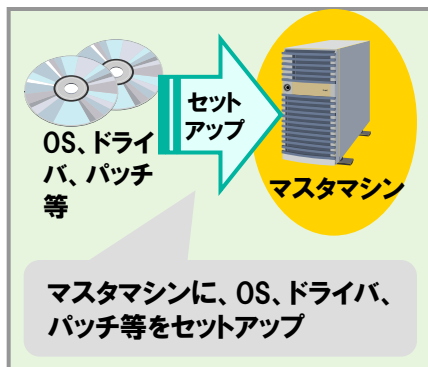 セット
アップ
OS、ドライ
バ、パッチ
等
マスタマシン
マスタマシンに、OS、ドライバ、
パッチ等をセットアップ